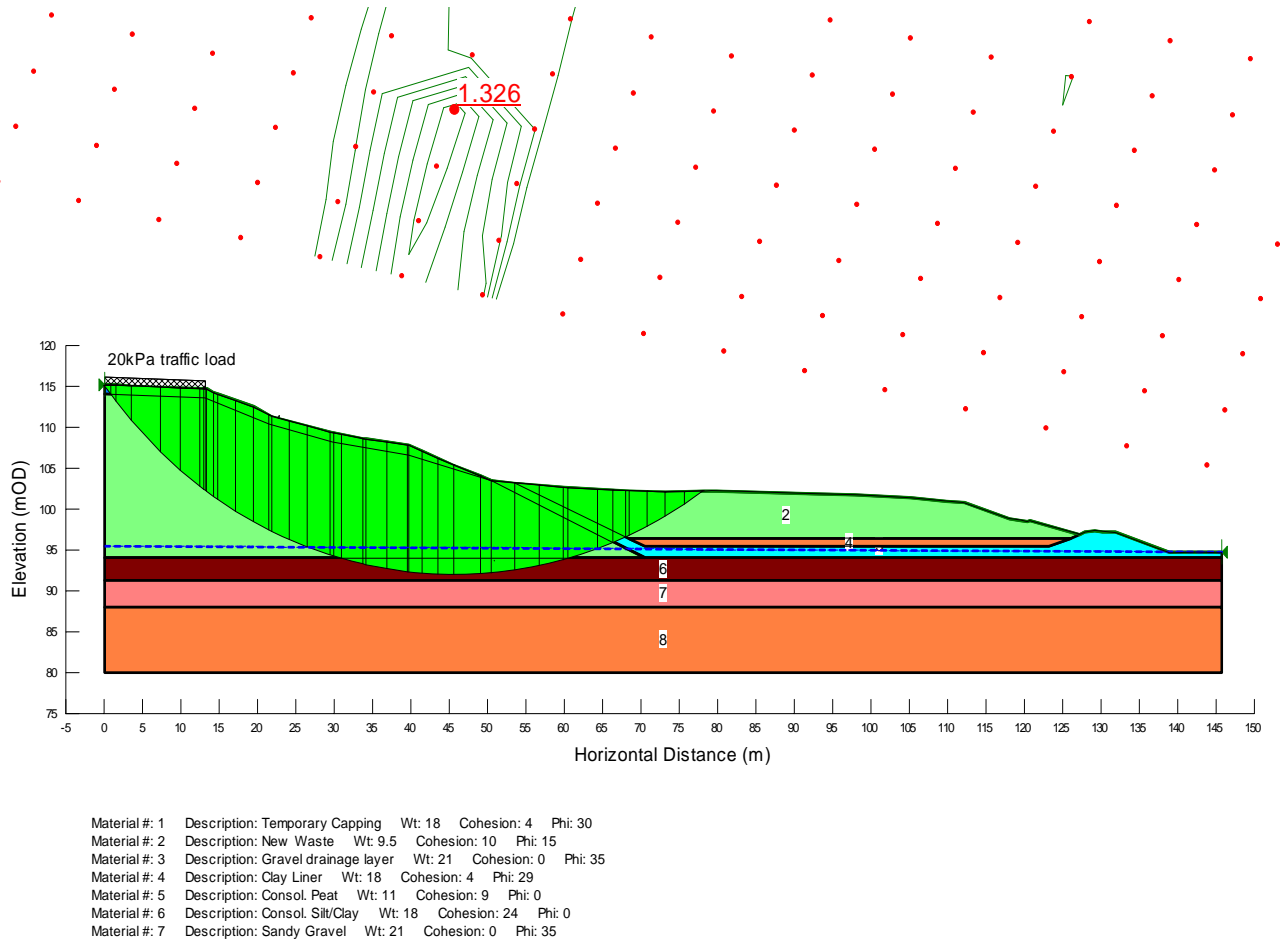 1.326
20kPa traffic load
120
115
110
105
100
95
90
85
80
75
Elevation (mOD)
2
4
6
7
8
-5 0 5 10 15 20 25 30 35 40 45 50 55 60 65 70 75 80 85 90 95 100 105 110 115 120 125 130 135 140 145 150
Horizontal Distance (m)
Material #: 1 Description: Temporary Capping Wt: 18 Cohesion: 4 Phi: 30
Material #: 2 Description: New Waste Wt: 9.5 Cohesion: 10 Phi: 15
Material #: 3 Description: Gravel drainage layer Wt: 21 Cohesion: 0 Phi: 35
Material #: 4 Description: Clay Liner Wt: 18 Cohesion: 4 Phi: 29
Material #: 5 Description: Consol. Peat Wt: 11 Cohesion: 9 Phi: 0
Material #: 6 Description: Consol. Silt/Clay Wt: 18 Cohesion: 24 Phi: 0
Material #: 7 Description: Sandy Gravel Wt: 21 Cohesion: 0 Phi: 35